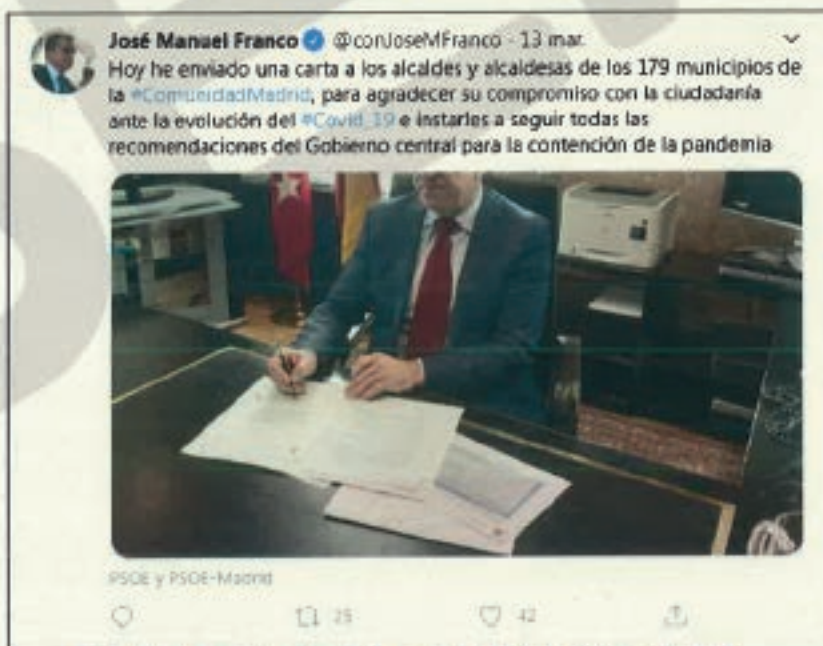 José Manuel Franco @conJoseMFranco · 13 mar.
Hoy he enviado una carta a los alcaldes y alcaldesas de los 179 municipios de
la #ComunidadMadrid, para agradecer su compromiso con la ciudadanía
ante la evolución del #Covid_19 e instarles a seguir todas las
recomendaciones del Gobierno central para la contención de la pandemia
PSOE y PSOE-Madrid
25 42